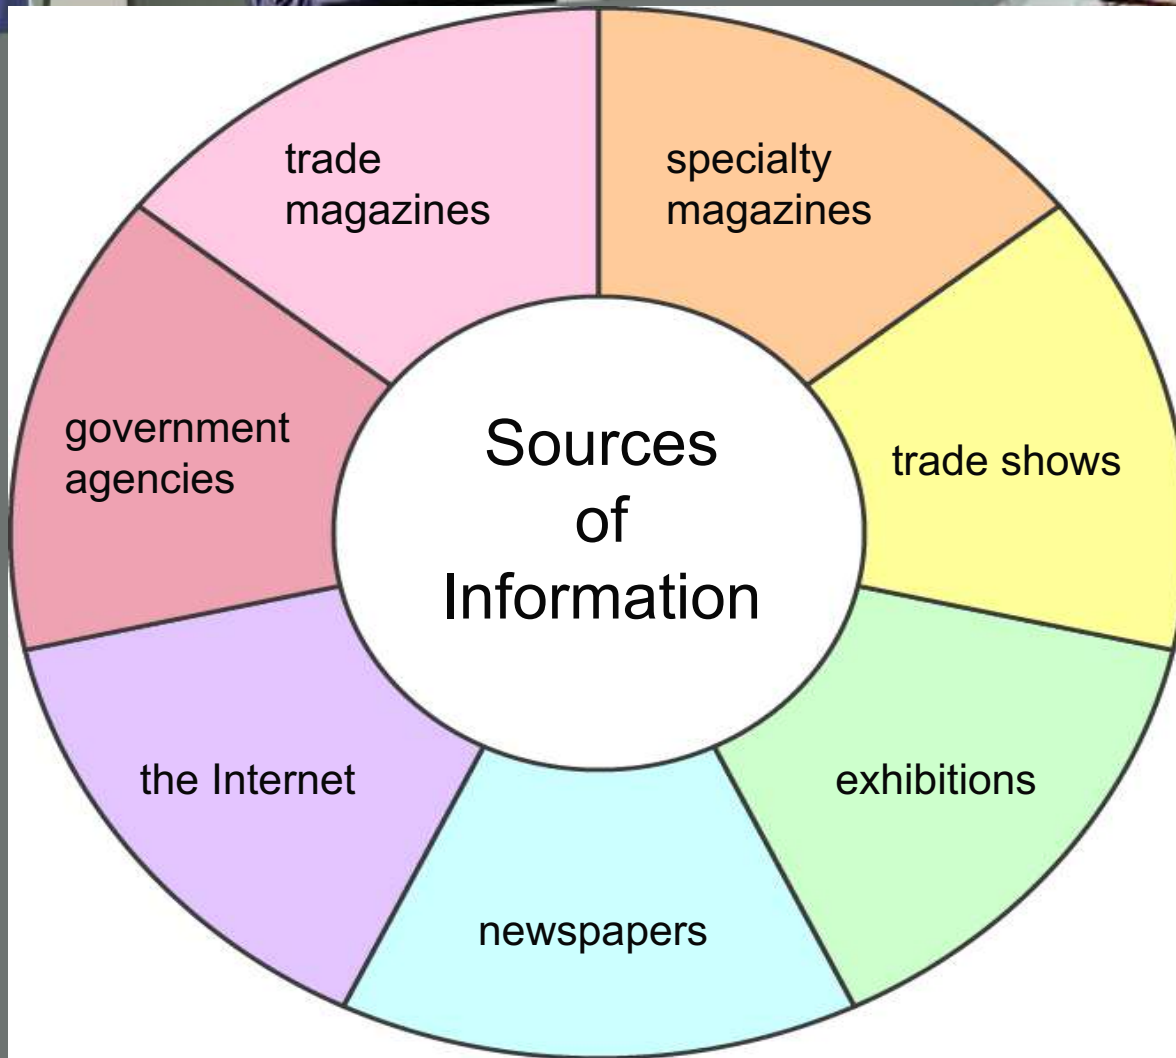 Sources
of
Information
specialty
magazines
trade shows
exhibitions
newspapers
the Internet
government
agencies
trade
magazines